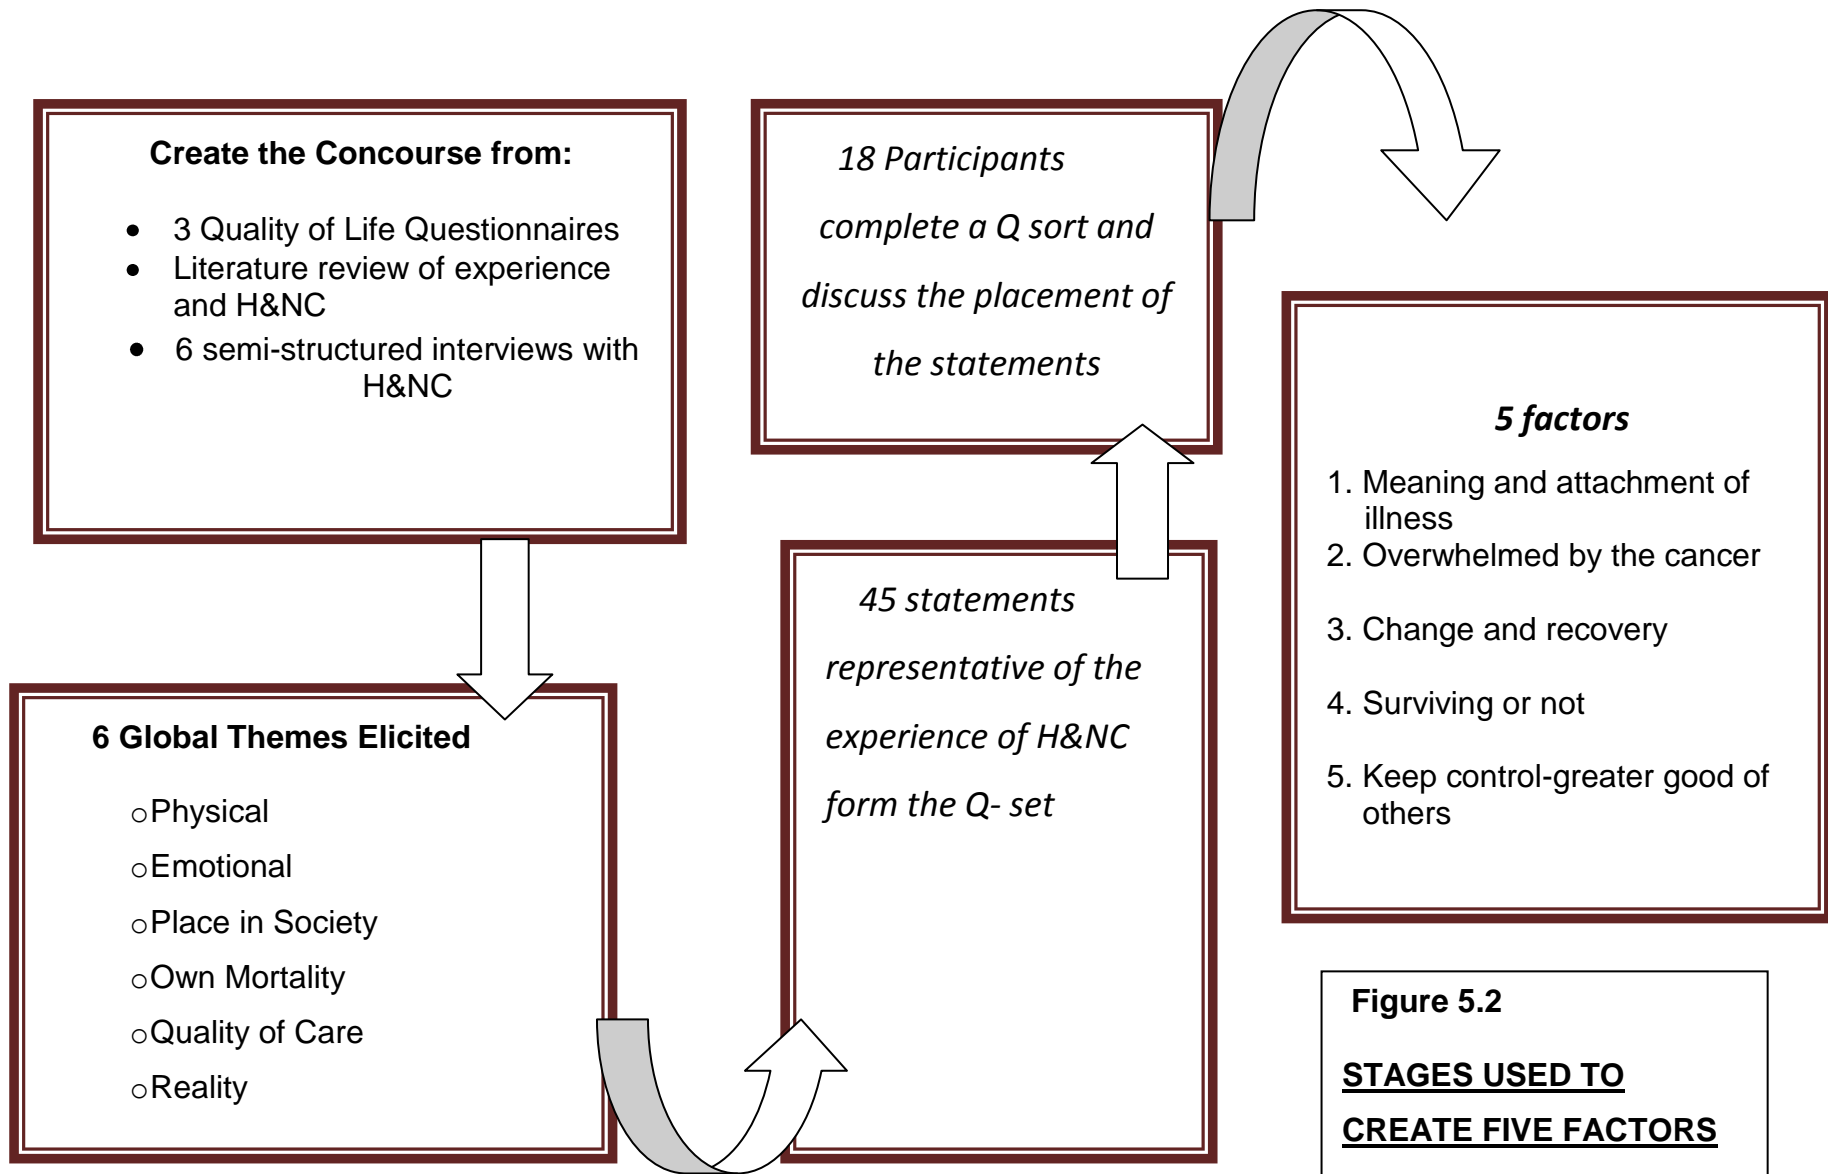 Create the Concourse from:
• 3 Quality of Life Questionnaires
• Literature review of experience
and H&NC
• 6 semi-structured interviews with
H&NC
6 Global Themes Elicited
o Physical
o Emotional
o Place in Society
o Own Mortality
o Quality of Care
o Reality
45 statements
representative of the
experience of H&NC
form the Q- set
18 Participants
complete a Q sort and
discuss the placement of
the statements
5 factors
1. Meaning and attachment of
illness
2. Overwhelmed by the cancer
3. Change and recovery
4. Surviving or not
5. Keep control-greater good of
others
Figure 5.2
STAGES USED TO
CREATE FIVE FACTORS